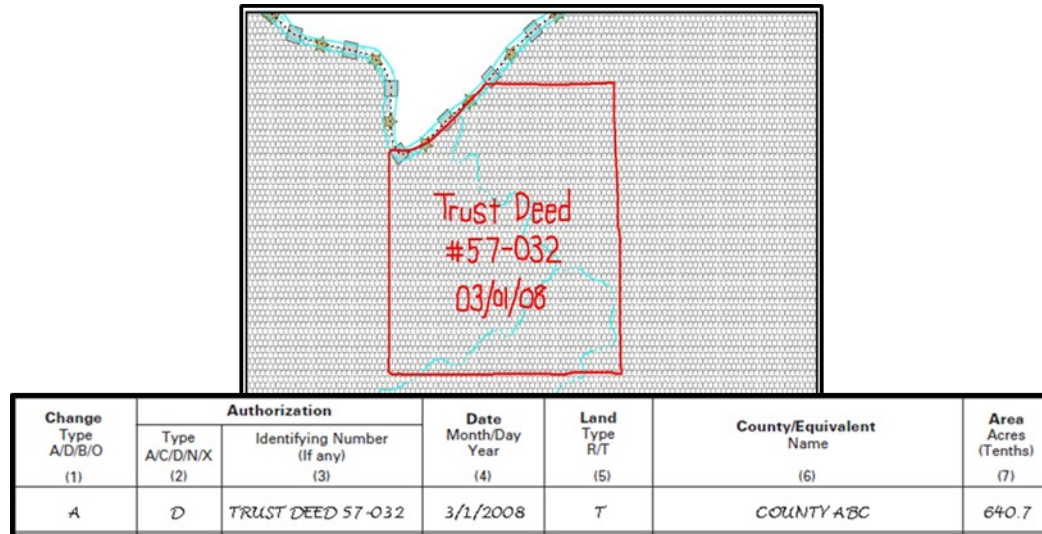 Trust Deed
#57-032
03/01/08
Change
Type
A/D/B/O
(1)
Authorization
Type
A/C/D/N/X
(2)
Identifying Number
(If any)
(3)
Date
Month/Day
Year
(4)
Land
Type
R/T
(5)
County/Equivalent
Name
(6)
Area
Acres
(Tenths)
(7)
A D TRUST DEED 57-032 3/1/2008 T COUNTY ABC 640.7